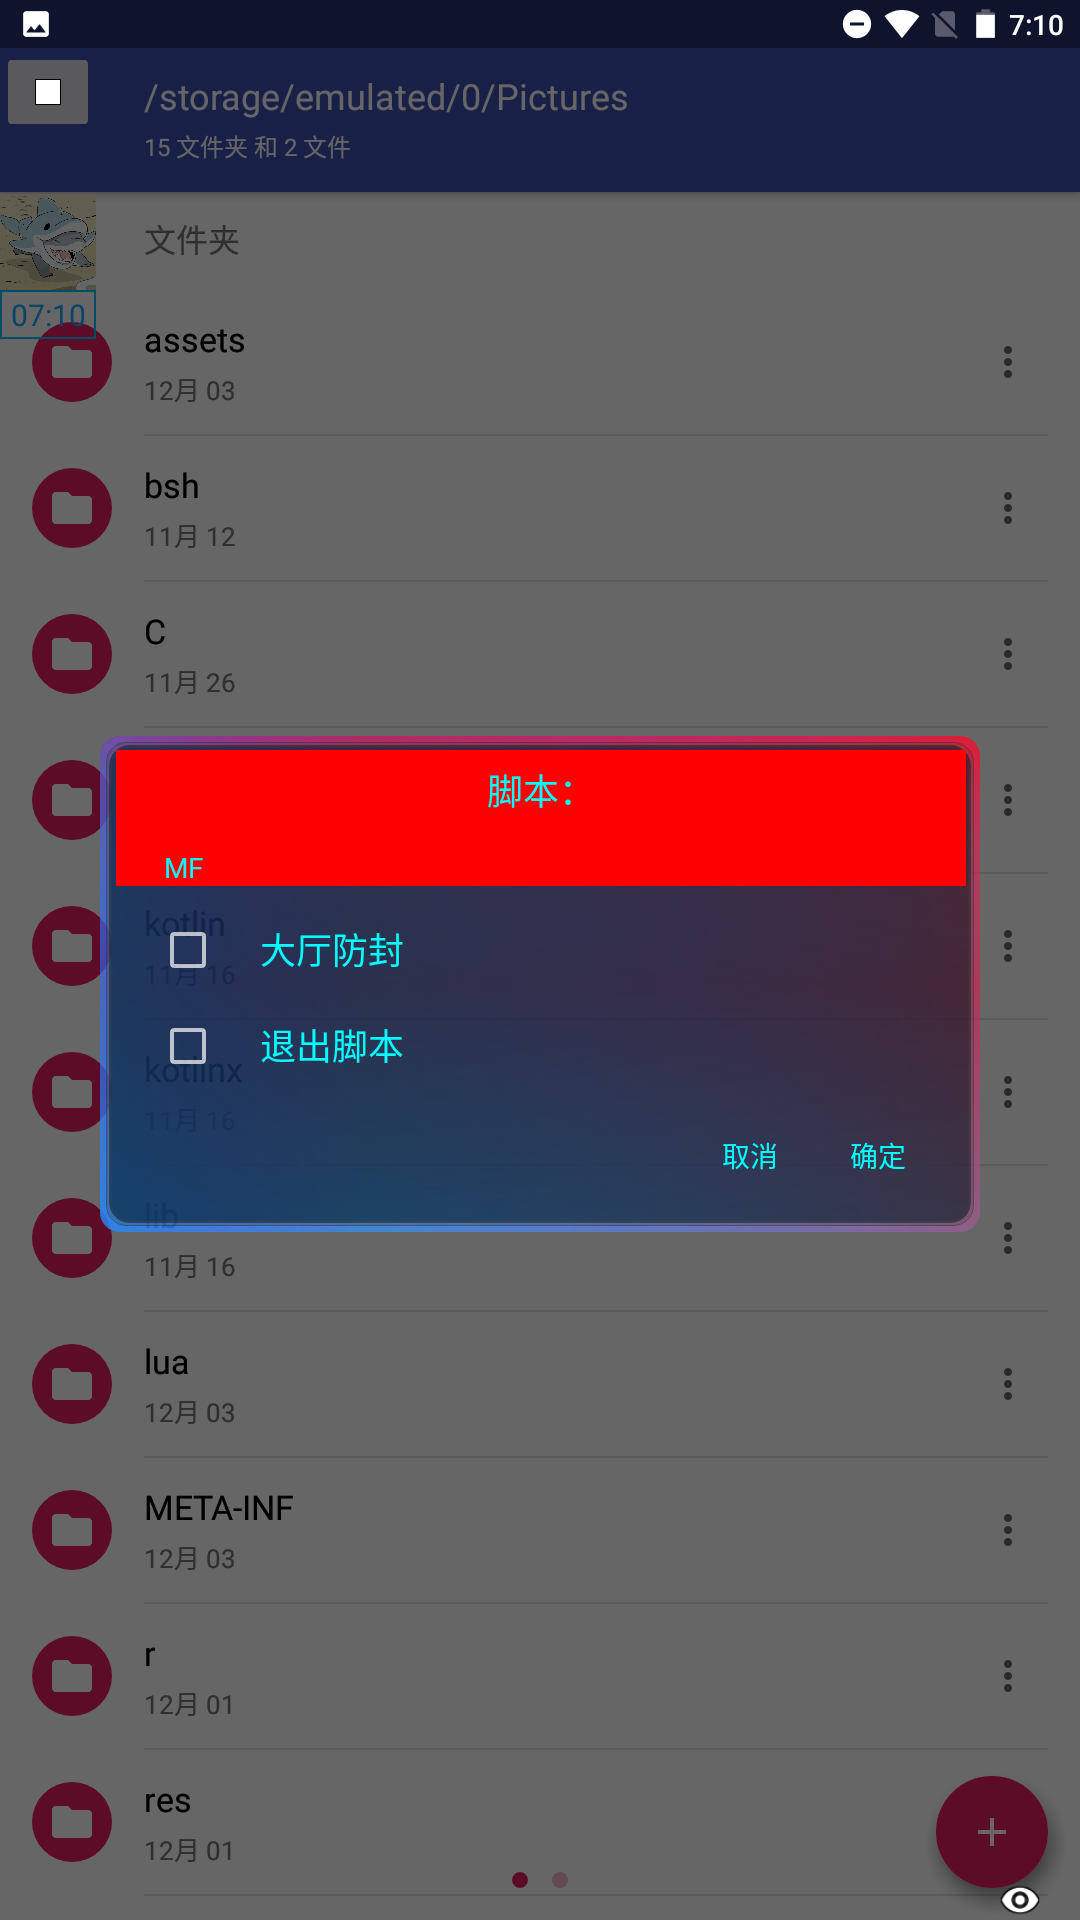 7:10
/storage/emulated/0/Pictures
15 文件夹 和 2 文件
文件夹
07:10
assets
12月 03
bsh
11月 12
C
11月 26
脚本：
MF
kotlin
大厅防封
11月 16
kotlinx
退出脚本
11月 16
取消
确定
lib
11月 16
lua
12月 03
META-INF
12月 03
r
12月 01
res
12月 01